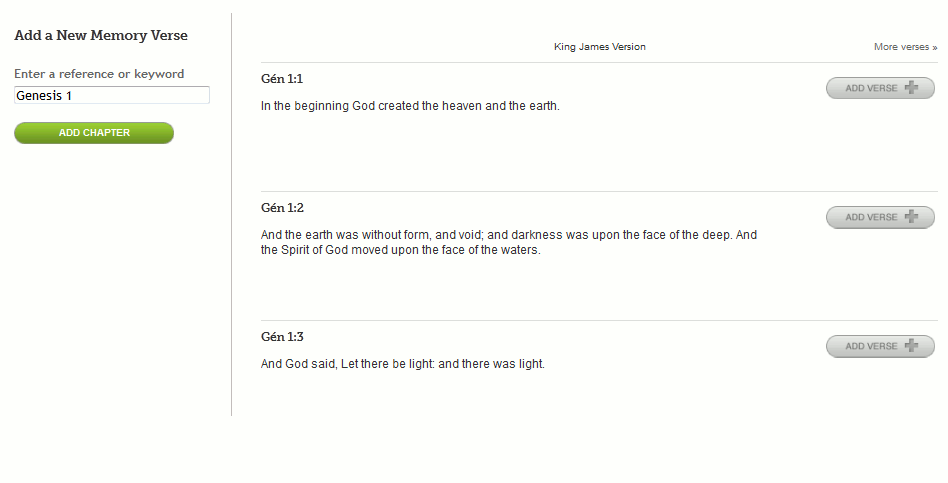 Add a New Memory Verse
Enter a reference or keyword
Genesis 1
ADD CHAPTER
King James Version
More verses »
Gén 1:1
ADD VERSE
In the beginning God created the heaven and the earth.
Gén 1:2
ADD VERSE
And the earth was without form, and void; and darkness was upon the face of the deep. And
the Spirit of God moved upon the face of the waters.
Gén 1:3
ADD VERSE
And God said, Let there be light: and there was light.